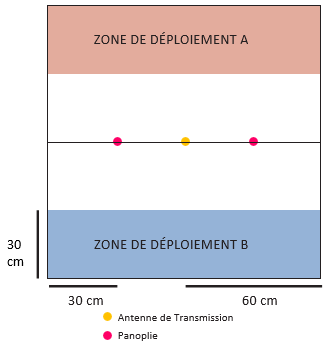 ZONE DE DÉPLOIEMENT A
ZONE DE DÉPLOIEMENT B
30
cm
30 cm
60 cm
Antenne de Transmission
Panoplie